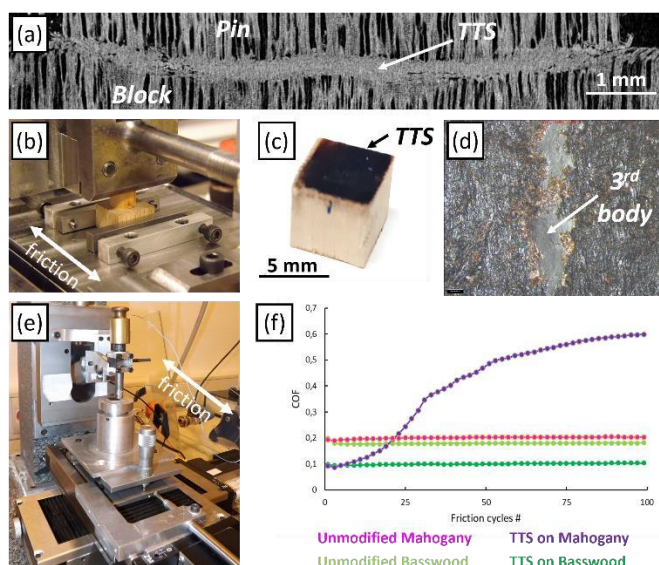 (a)
Pin
TTS
Block
1 mm
(b)
friction
(c)
TTS
5 mm
(d)
3rd
body
(e)
friction
(f)
0,7
0,6
0,5
0,4
0,3
0,2
0,1
0
COF
0 25 50 75 100
Friction cycles #
Unmodified Mahogany TTS on Mahogany
Unmodified Basswood TTS on Basswood